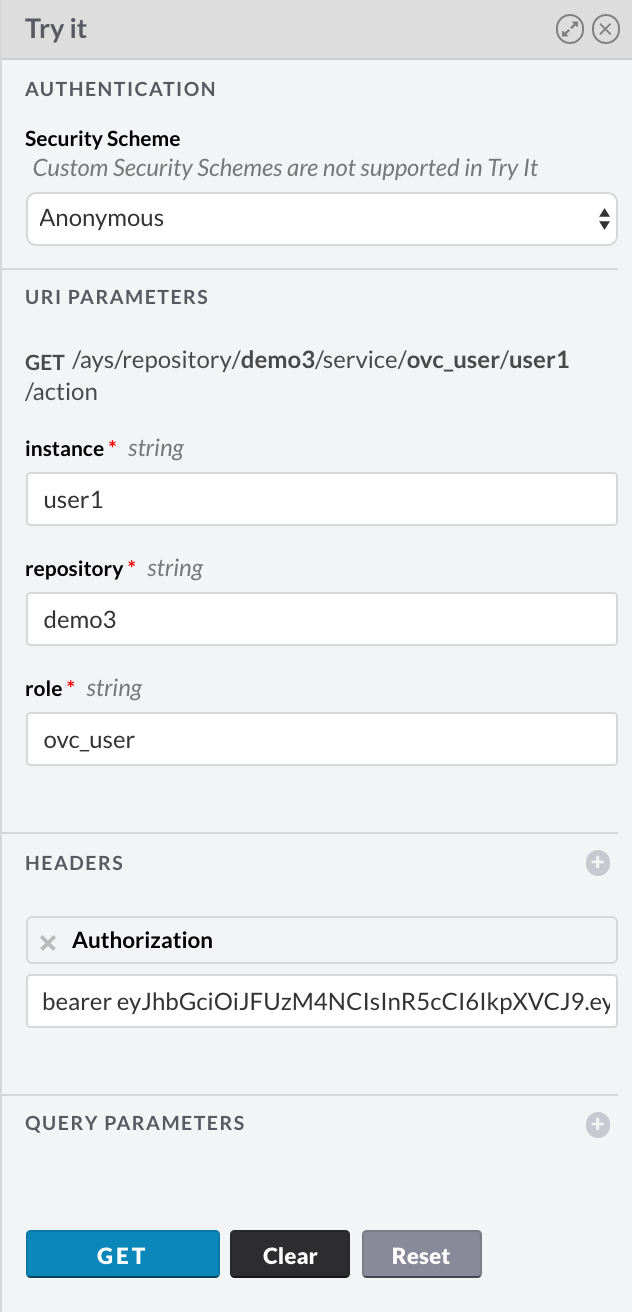 Try it
AUTHENTICATION
Security Scheme
Custom Security Schemes are not supported in Try It
Anonymous
URI PARAMETERS
GET /ays/repository/demo3/service/ovc_user/user1
/action
instance * string
user1
repository * string
demo3
role * string
ovc_user
HEADERS
Authorization
bearer eyJhbGciOiJFUzM4NCIsInR5cCI6IkpXVCJ9.ey
QUERY PARAMETERS
GET Clear Reset